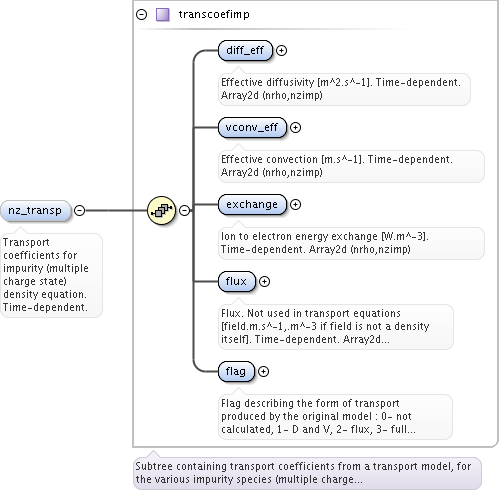 transcoefimp
diff_eff
Effective diffusivity [m^2.s^-1]. Time-dependent.
Array2d (nrho,nzimp)
vconv_eff
Effective convection [m.s^-1]. Time-dependent.
Array2d (nrho,nzimp)
nz_transp
Transport
coefficients for
impurity (multiple
charge state)
density equation.
Time-dependent.
exchange
Ion to electron energy exchange [W.m^-3].
Time-dependent. Array2d (nrho,nzimp)
flux
Flux. Not used in transport equations
[field.m.s^-1,.m^-3 if field is not a density
itself]. Time-dependent. Array2d...
flag
Flag describing the form of transport
produced by the original model : 0- not
calculated, 1- D and V, 2- flux, 3- full...
Subtree containing transport coefficients from a transport model, for
the various impurity species (multiple charge...